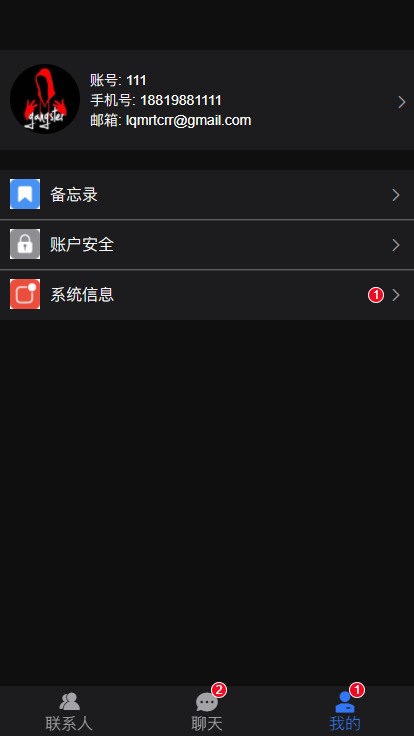 gangster
账号: 111
手机号: 18819881111
邮箱: lqmrtcrr@gmail.com
备忘录
账户安全
系统信息
1
2
1
联系人
聊天
我的